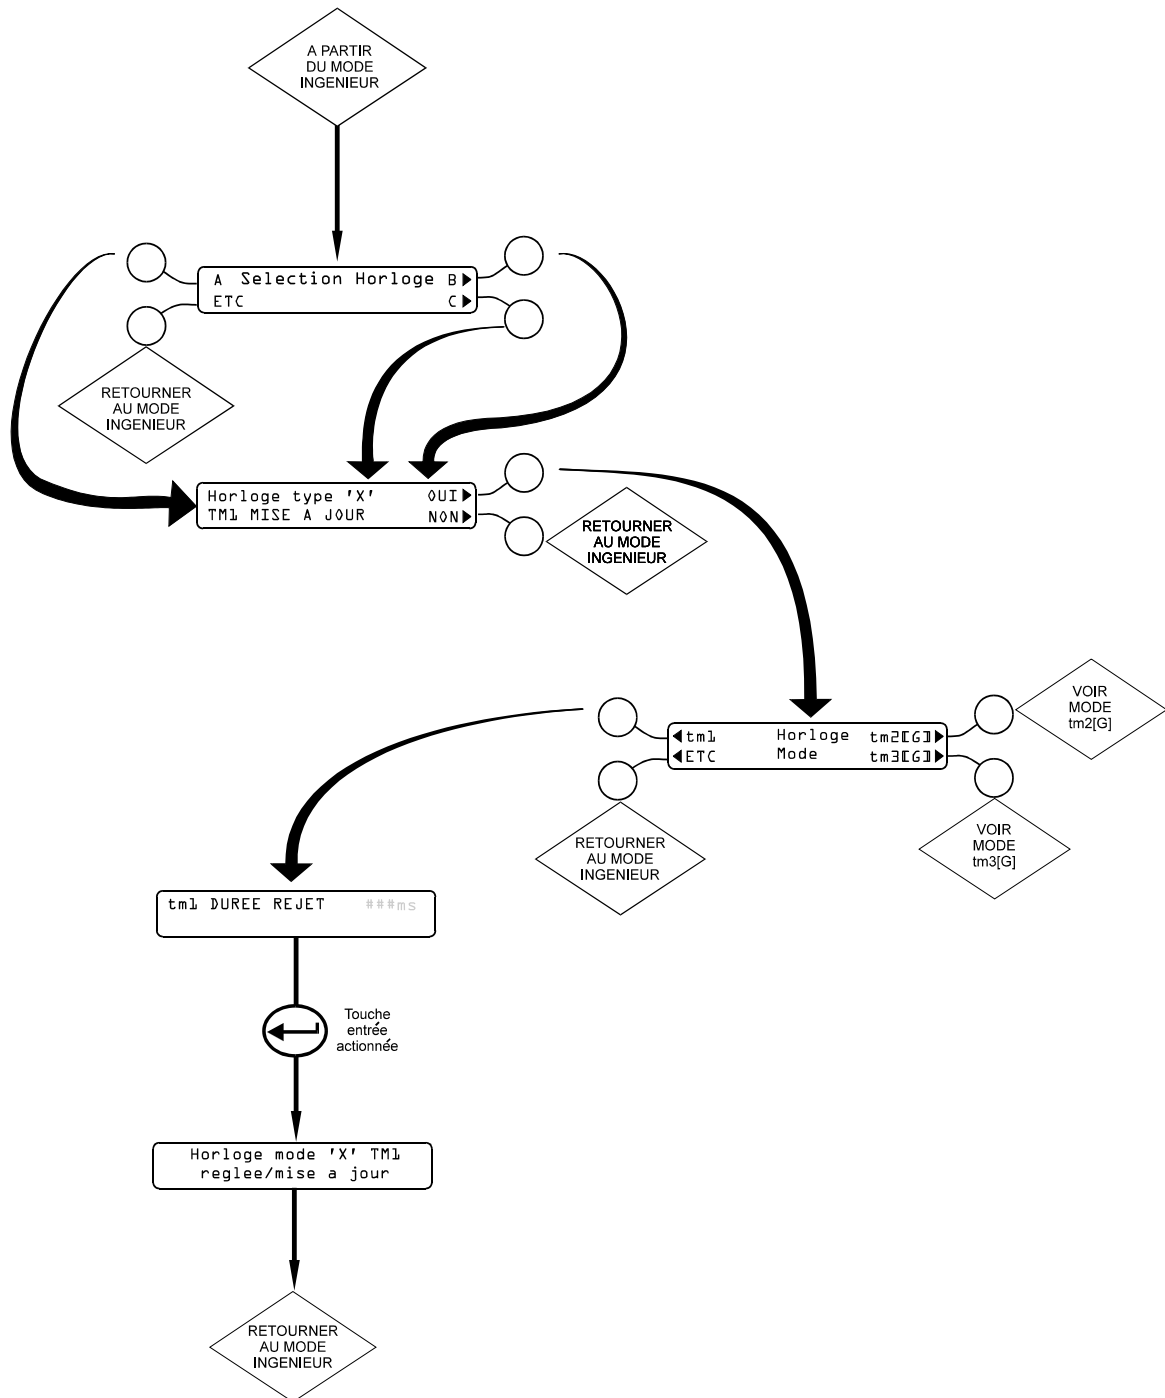 A PARTIR
DU MODE
INGENIEUR
A Selection Horloge B▶
ETC C▶
RETOURNER
AU MODE
INGENIEUR
Horloge type 'X' OUI▶
TM1 MISE A JOUR NON▶
RETOURNER
AU MODE
INGENIEUR
VOIR
MODE
tm2[G]
◀tm1 Horloge tm2[G]▶
◀ETC Mode tm3[G]▶
RETOURNER
AU MODE
INGENIEUR
VOIR
MODE
tm3[G]
tm1 DUREE REJET ###ms
Touche
entrée
actionnée
Horloge mode 'X' TM1
reglee/mise a jour
RETOURNER
AU MODE
INGENIEUR